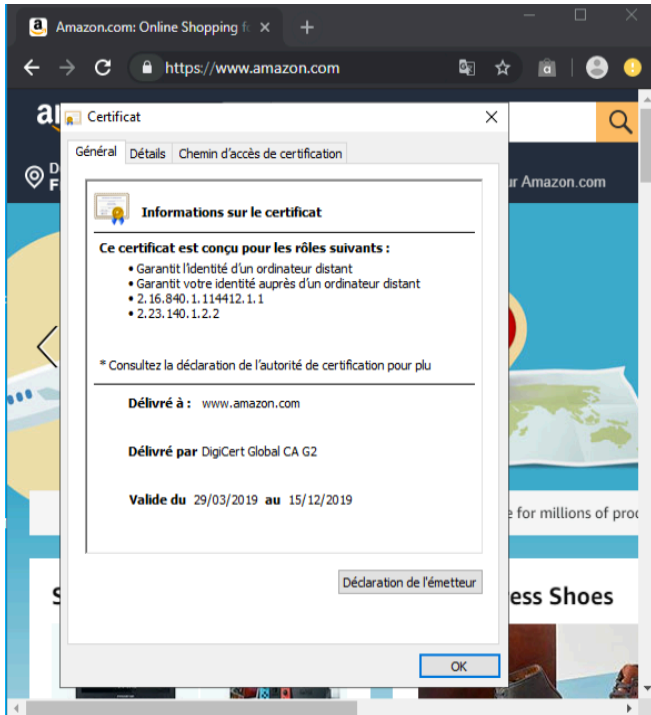 Amazon.com: Online Shopping fo
https://www.amazon.com
Certificat
Général Détails Chemin d'accès de certification
ur Amazon.com
Informations sur le certificat
Ce certificat est conçu pour les rôles suivants :
• Garantit l'identité d'un ordinateur distant
• Garantit votre identité auprès d'un ordinateur distant
• 2.16.840.1.114412.1.1
• 2.23.140.1.2.2
* Consultez la déclaration de l'autorité de certification pour plu
Délivré à : www.amazon.com
Délivré par DigiCert Global CA G2
Valide du 29/03/2019 au 15/12/2019
e for millions of prod
Déclaration de l'émetteur
S
ess Shoes
OK